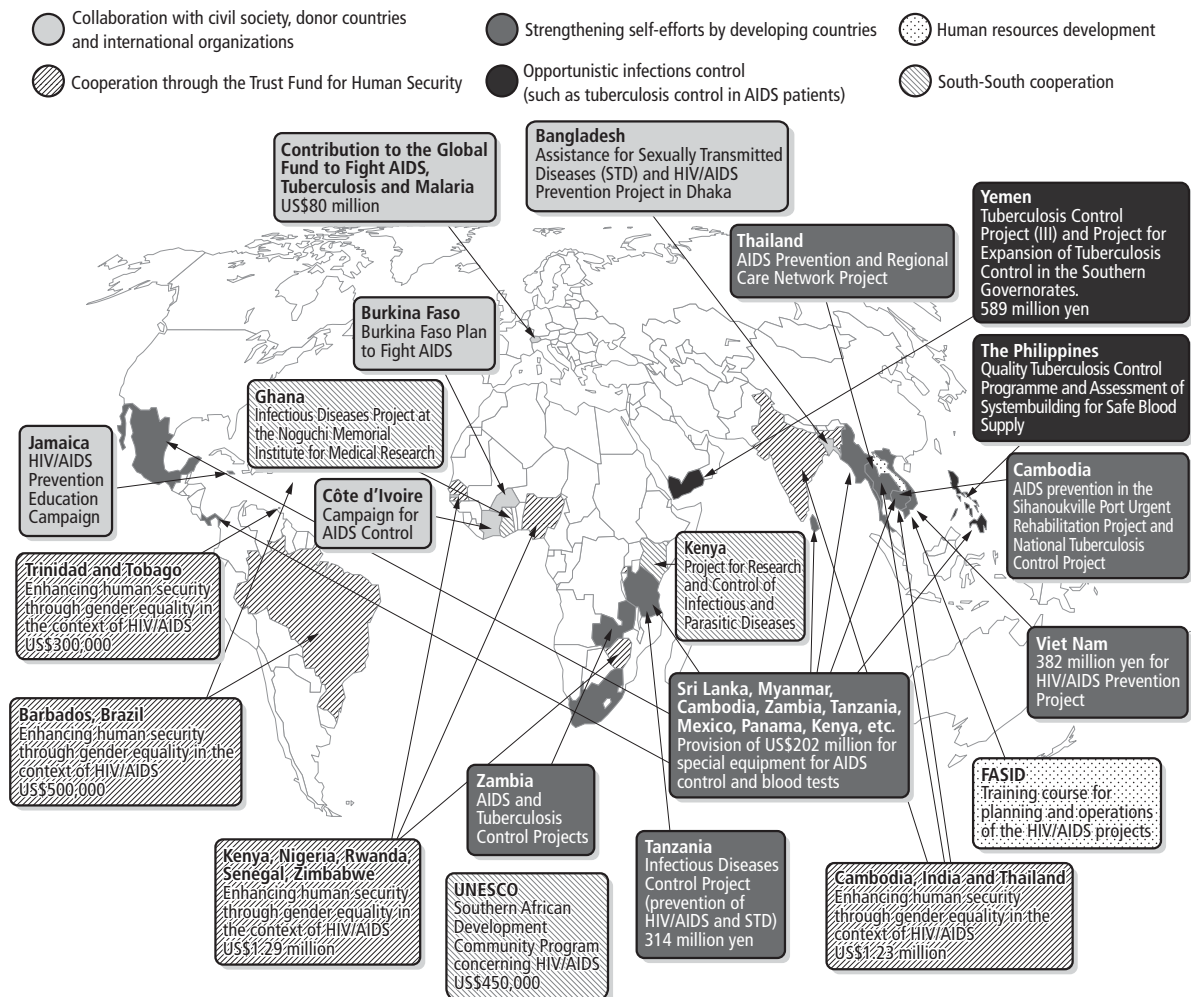 Collaboration with civil society, donor countries
and international organizations
Strengthening self-efforts by developing countries
Human resources development
Cooperation through the Trust Fund for Human Security
Opportunistic infections control
(such as tuberculosis control in AIDS patients)
South-South cooperation
Contribution to the Global
Fund to Fight AIDS,
Tuberculosis and Malaria
US$80 million
Bangladesh
Assistance for Sexually Transmitted
Diseases (STD) and HIV/AIDS
Prevention Project in Dhaka
Yemen
Tuberculosis Control
Project (III) and Project for
Expansion of Tuberculosis
Control in the Southern
Governorates.
589 million yen
Thailand
AIDS Prevention and Regional
Care Network Project
Burkina Faso
Burkina Faso Plan
to Fight AIDS
The Philippines
Quality Tuberculosis Control
Programme and Assessment of
Systembuilding for Safe Blood
Supply
Ghana
Infectious Diseases Project at
the Noguchi Memorial
Institute for Medical Research
Jamaica
HIV/AIDS
Prevention
Education
Campaign
Côte d'Ivoire
Campaign for
AIDS Control
Cambodia
AIDS prevention in the
Sihanoukville Port Urgent
Rehabilitation Project and
National Tuberculosis
Control Project
Kenya
Project for Research
and Control of
Infectious and
Parasitic Diseases
Trinidad and Tobago
Enhancing human security
through gender equality in
the context of HIV/AIDS
US$300,000
Viet Nam
382 million yen for
HIV/AIDS Prevention
Project
Sri Lanka, Myanmar,
Cambodia, Zambia, Tanzania,
Mexico, Panama, Kenya, etc.
Provision of US$202 million for
special equipment for AIDS
control and blood tests
Barbados, Brazil
Enhancing human security
through gender equality in the
context of HIV/AIDS
US$500,000
Zambia
AIDS and
Tuberculosis
Control Projects
FASID
Training course for
planning and operations
of the HIV/AIDS projects
Kenya, Nigeria, Rwanda,
Senegal, Zimbabwe
Enhancing human security
through gender equality in
the context of HIV/AIDS
US$1.29 million
Tanzania
Infectious Diseases
Control Project
(prevention of
HIV/AIDS and STD)
314 million yen
UNESCO
Southern African
Development
Community Program
concerning HIV/AIDS
US$450,000
Cambodia, India and Thailand
Enhancing human security
through gender equality in the
context of HIV/AIDS
US$1.23 million